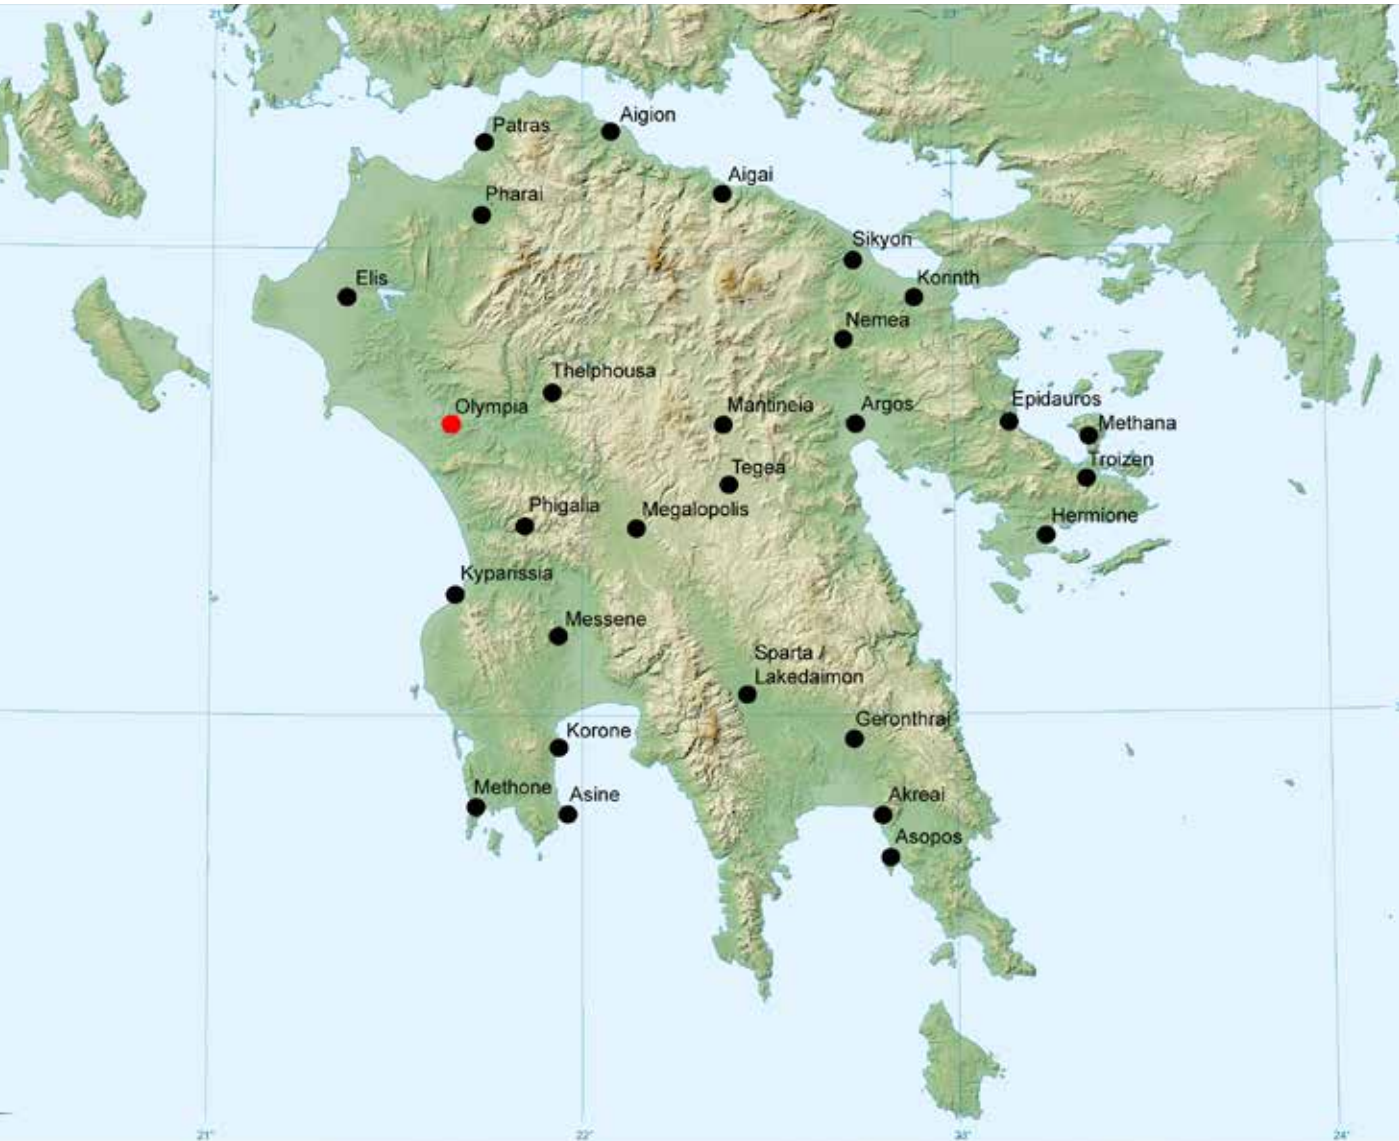 Patras
Aigion
Aigai
Pharai
Sikyon
Elis
Konnth
Nemea
Thelphousa
Olympia
Mantineia
Argos
Epidauros
Methana
Troizen
Tegea
Phigalia
Megalopolis
Hermione
Kyparissia
Messene
Sparta /
Lakedaimon
Geronthrai
Korone
Methone
Asine
Akreai
Asopos
21°
22°
24°